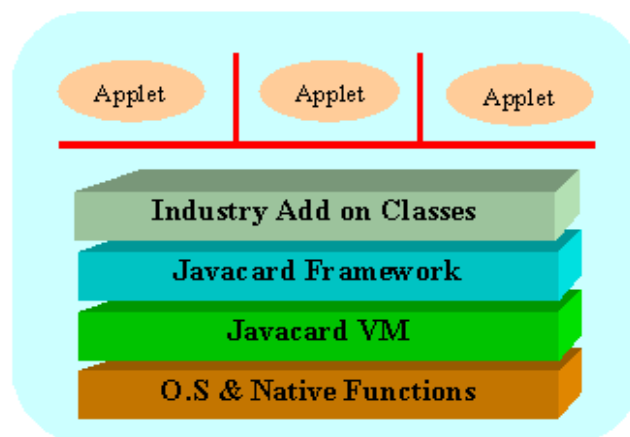 Applet
Applet
Applet
Industry Add on Classes
Javacard Framework
Javacard VM
O.S & Native Functions